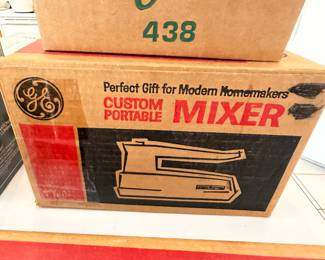 438
GE
Perfect Gift for Modern Homemakers
CUSTOM
PORTABLE
MIXER